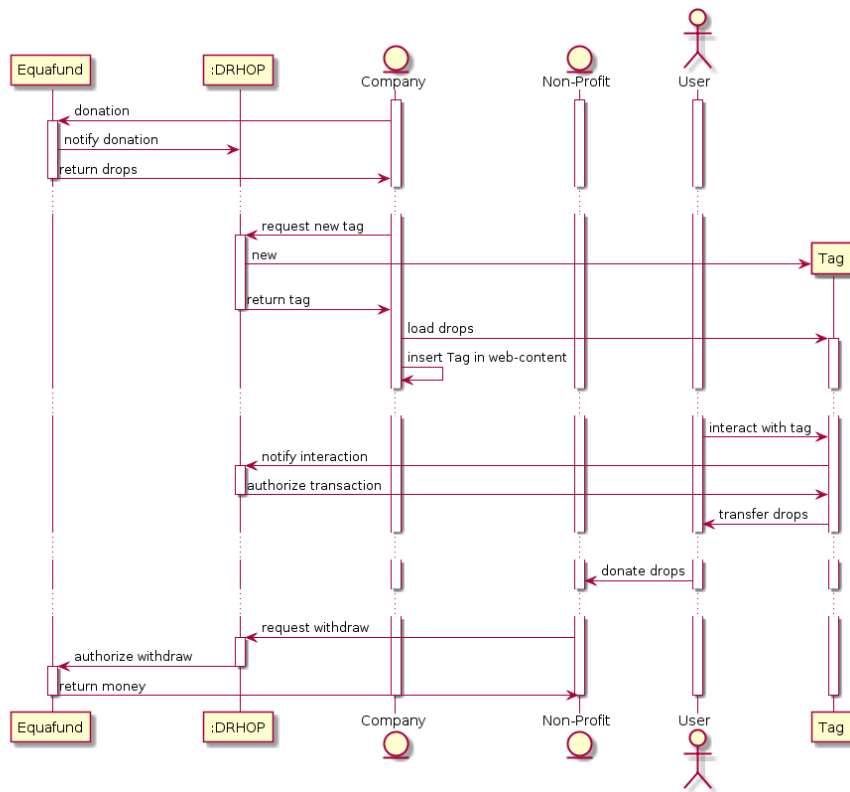 Equafund
:DRHOP
Company
Non-Profit
User
donation
notify donation
return drops
request new tag
new
Tag
return tag
load drops
insert Tag in web-content
interact with tag
notify interaction
authorize transaction
transfer drops
donate drops
request withdraw
authorize withdraw
return money
Equafund
:DRHOP
Company
Non-Profit
User
Tag